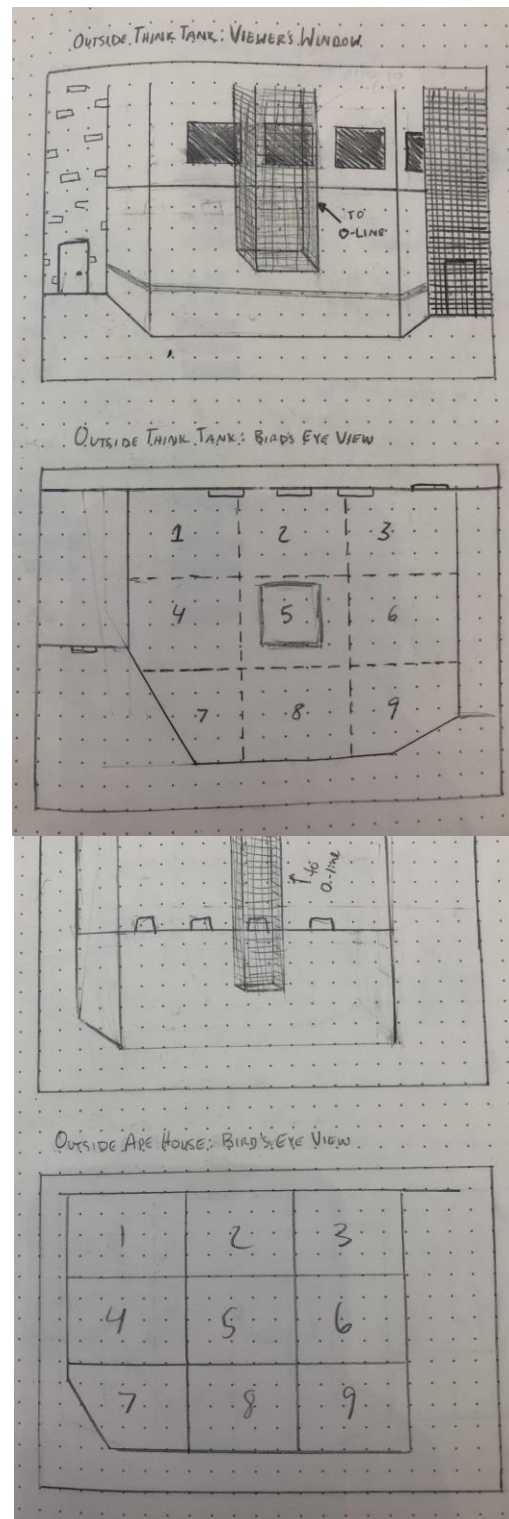 OUTSIDE THINK TANK: VIEWER'S WINDOW
TO
O-LINE
OUTSIDE THINK TANK: BIRD'S EYE VIEW
1 2 3
4 5 6
7 8 9
to
O-line
OUTSIDE APE HOUSE: BIRD'S EYE VIEW
1 2 3
4 5 6
7 8 9